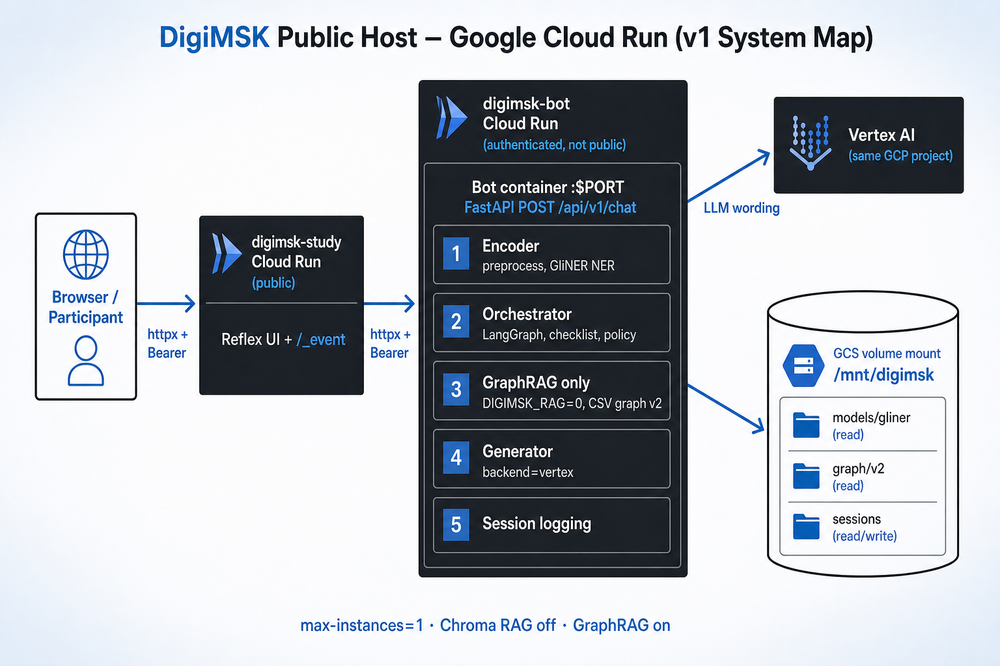 DigiMSK Public Host – Google Cloud Run (v1 System Map)
Browser /
Participant
httpx +
Bearer
digimsk-study
Cloud Run
(public)
Reflex UI + /_event
httpx +
Bearer
digimsk-bot
Cloud Run
(authenticated, not public)
Bot container :$PORT
FastAPI POST /api/v1/chat
1
Encoder
preprocess, GliNER NER
2
Orchestrator
LangGraph, checklist, policy
3
GraphRAG only
DIGIMSK_RAG=0, CSV graph v2
4
Generator
backend=vertex
5
Session logging
LLM wording
Vertex AI
(same GCP project)
GCS volume mount
/mnt/digimsk
models/gliner
(read)
graph/v2
(read)
sessions
(read/write)
max-instances=1 · Chroma RAG off · GraphRAG on